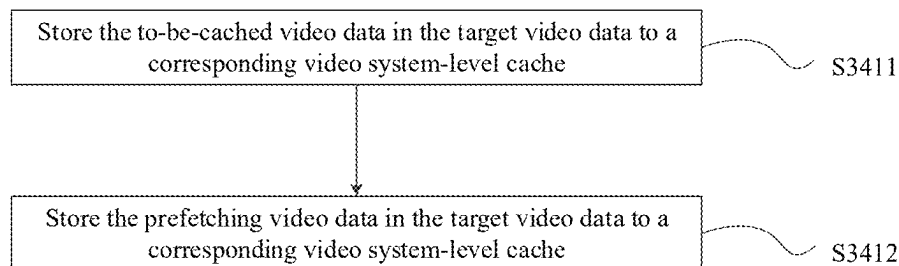 Store the to-be-cached video data in the target video data to a
corresponding video system-level cache
S3411
Store the prefetching video data in the target video data to a
corresponding video system-level cache
S3412